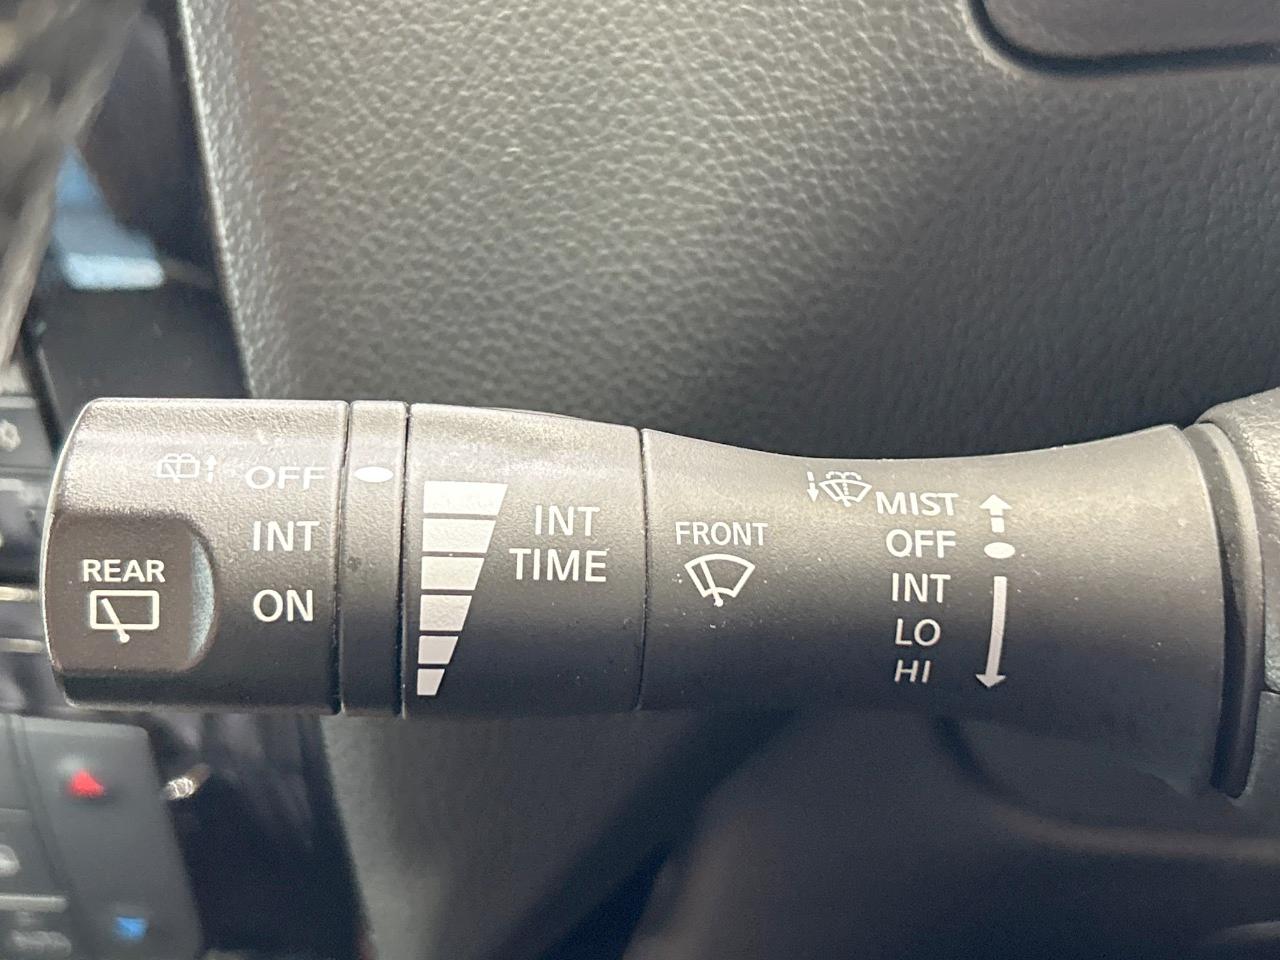 OFF
INT
ON
REAR
INT
TIME
FRONT
MIST
OFF
INT
LO
HI